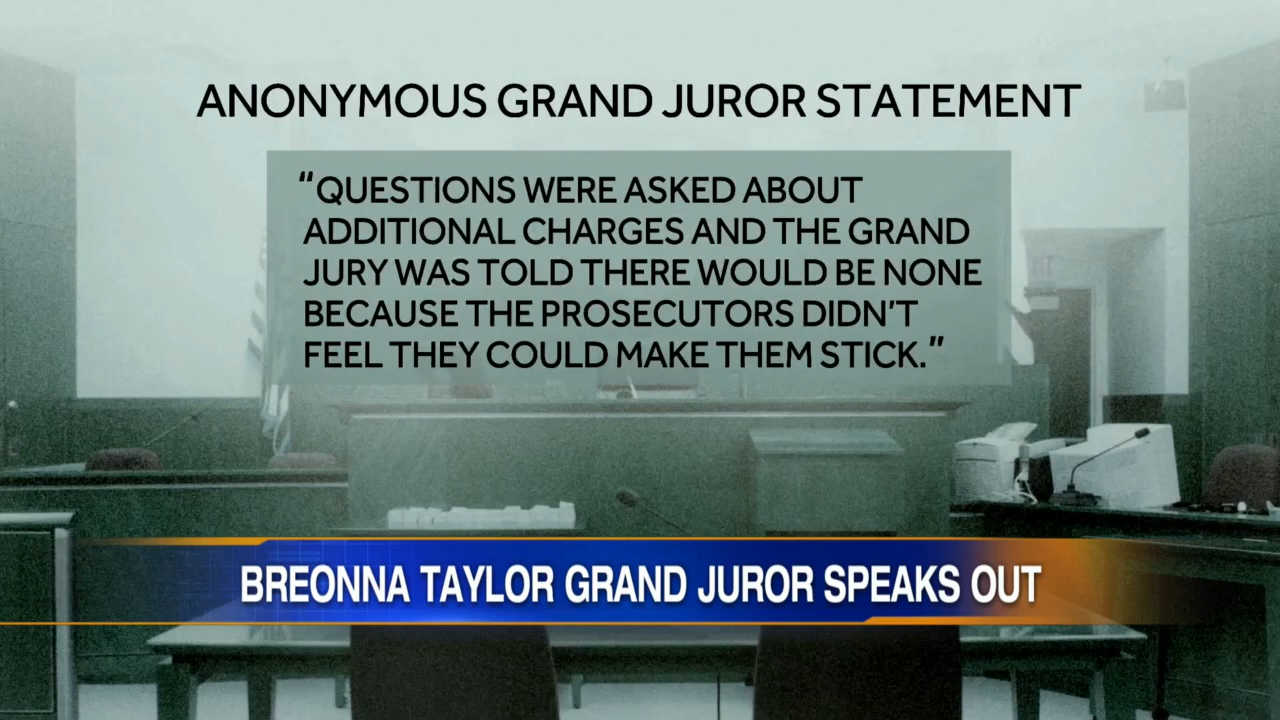 ANONYMOUS GRAND JUROR STATEMENT
“QUESTIONS WERE ASKED ABOUT
ADDITIONAL CHARGES AND THE GRAND
JURY WAS TOLD THERE WOULD BE NONE
BECAUSE THE PROSECUTORS DIDN’T
FEEL THEY COULD MAKE THEM STICK.”
BREONNA TAYLOR GRAND JUROR SPEAKS OUT